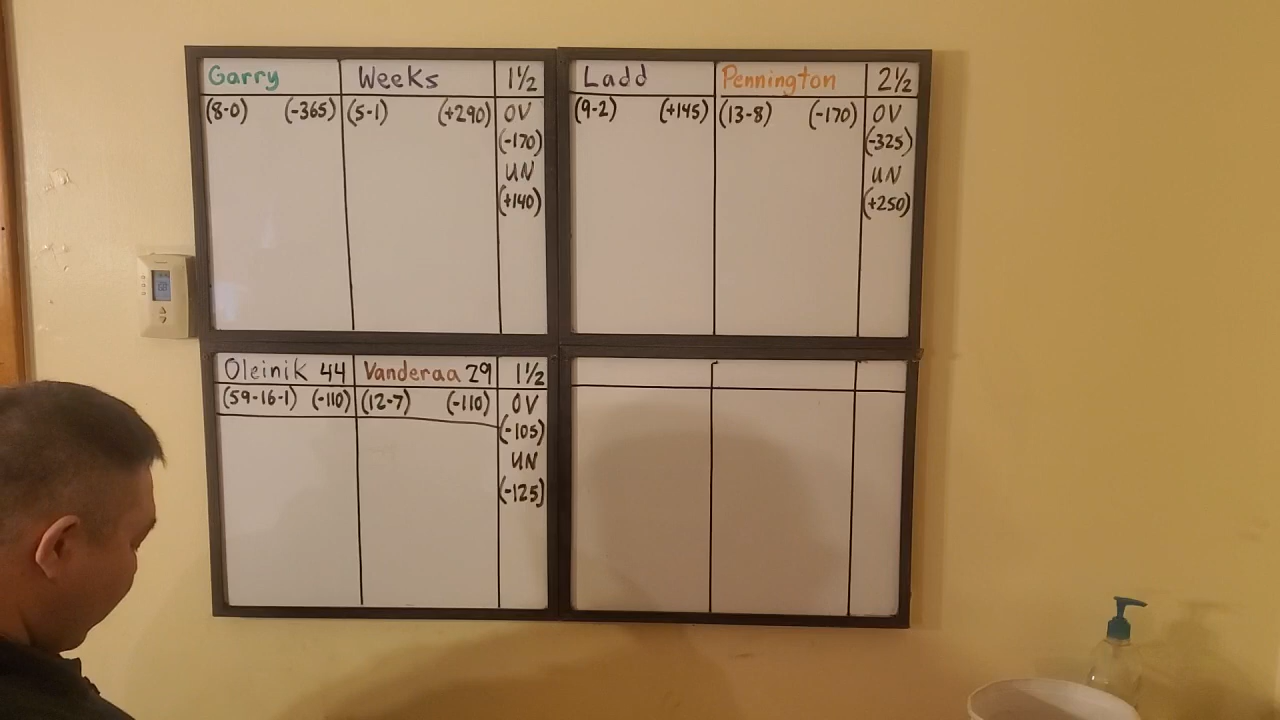 Garry Weeks 1½
(8-0) (-365) (5-1) (+290) OV
(-170)
UN
(+140)
Ladd Pennington 2½
(9-2) (+145) (13-8) (-170) OV
(-325)
UN
(+250)
Oleinik 44 Vanderaa 29 1½
(59-16-1) (-110) (12-7) (-110) OV
(-105)
UN
(-125)